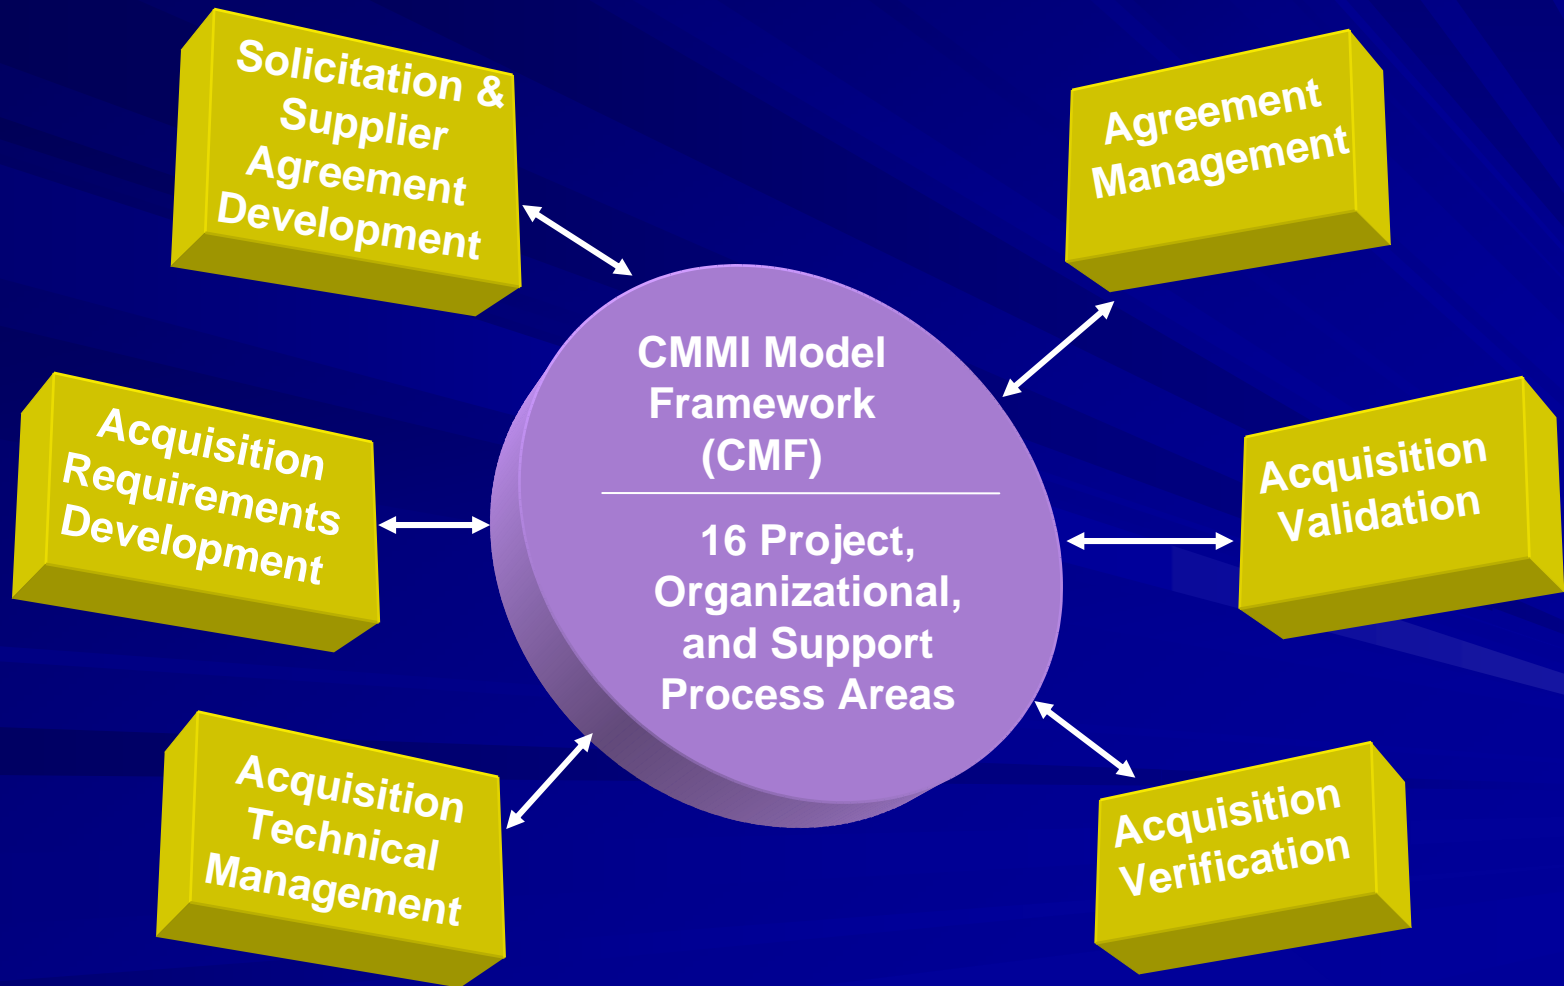 Solicitation &
Supplier
Agreement
Development
Agreement
Management
CMMI Model
Framework
(CMF)
16 Project,
Organizational,
and Support
Process Areas
Acquisition
Requirements
Development
Acquisition
Validation
Acquisition
Technical
Management
Acquisition
Verification